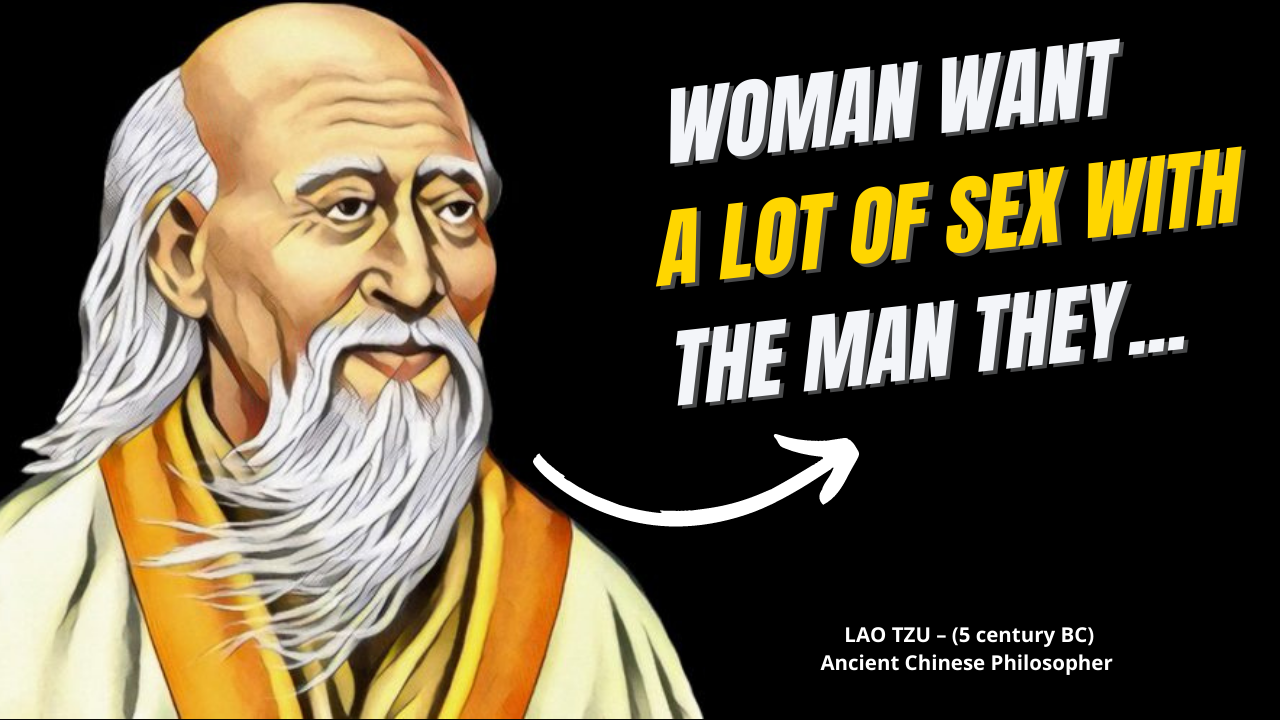 WOMAN WANT
A LOT OF SEX WITH
THE MAN THEY...
LAO TZU – (5 century BC)
Ancient Chinese Philosopher